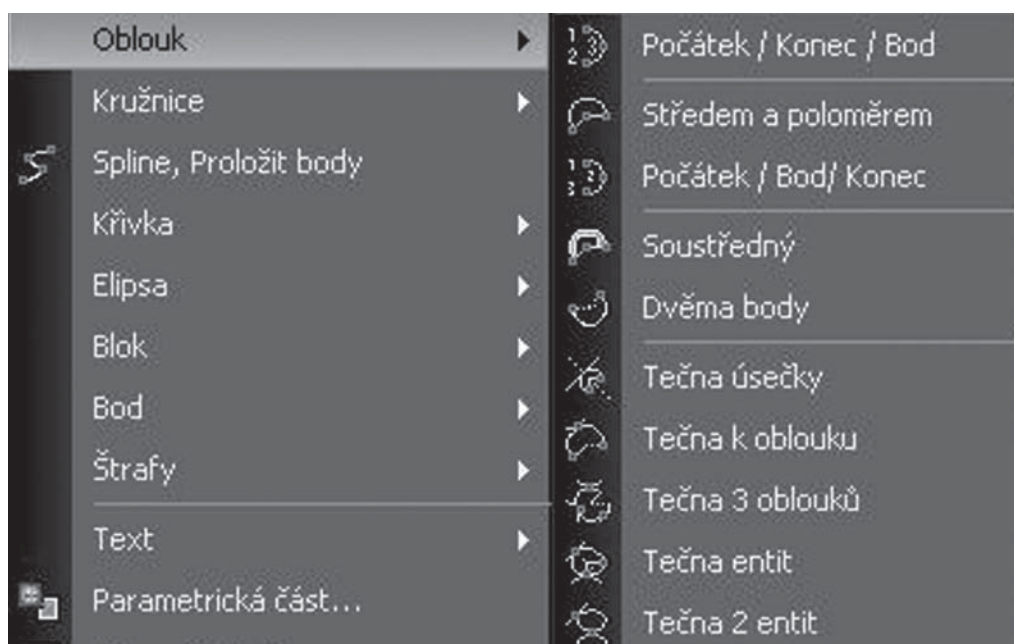 Oblouk
Kružnice
Spline, Proložit body
Křivka
Elipsa
Blok
Bod
Štrafy
Text
Parametrická část...
Počátek / Konec / Bod
Středem a poloměrem
Počátek / Bod/ Konec
Soustředný
Dvěma body
Tečna úsečky
Tečna k oblouku
Tečna 3 oblouků
Tečna entit
Tečna 2 entit